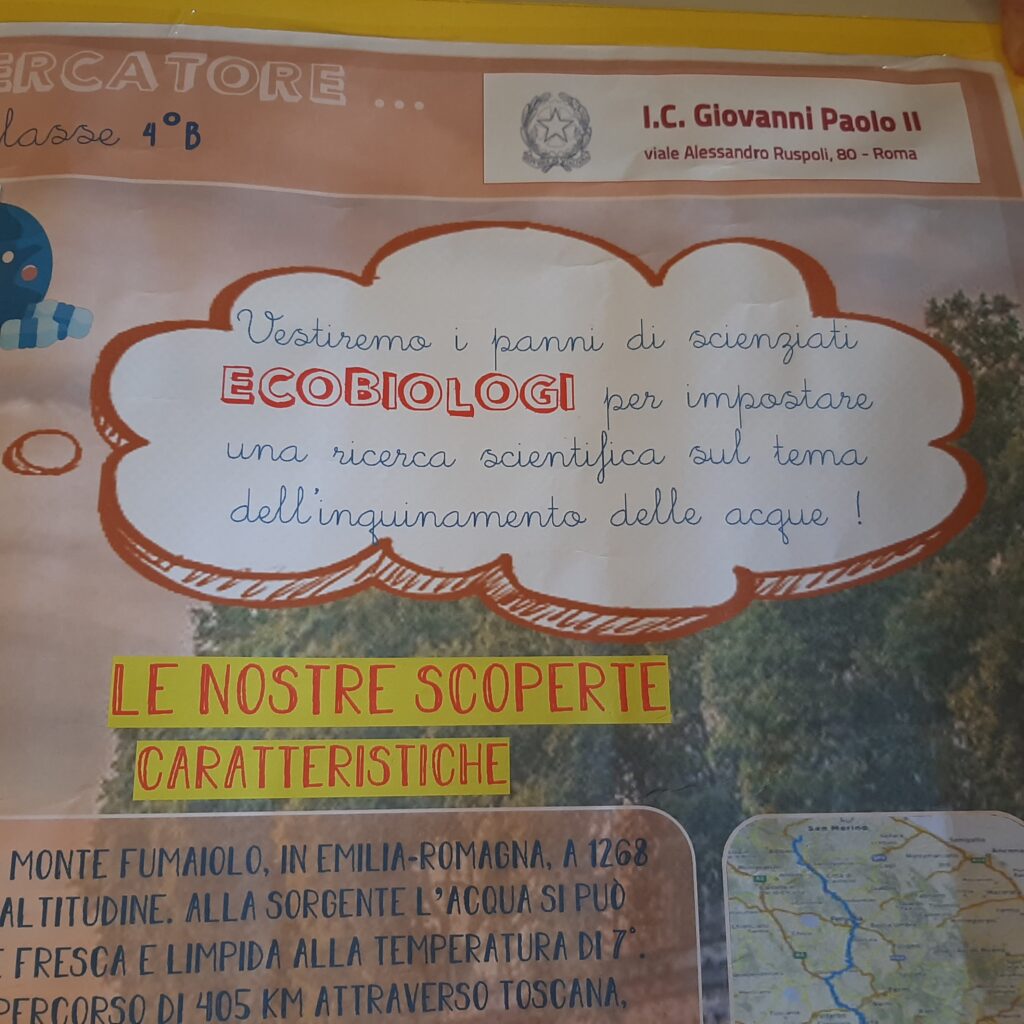 ERCATORE ...
lasse 4°B
I.C. Giovanni Paolo II
viale Alessandro Ruspoli, 80 - Roma
Vestiremo i panni di scienziati
ECOBIOLOGI per impostare
una ricerca scientifica sul tema
dell'inquinamento delle acque !
LE NOSTRE SCOPERTE
CARATTERISTICHE
MONTE FUMAIOLO, IN EMILIA-ROMAGNA, A 1268
ALTITUDINE. ALLA SORGENTE L'ACQUA SI PUÒ
E FRESCA E LIMPIDA ALLA TEMPERATURA DI 7°.
PERCORSO DI 405 KM ATTRAVERSO TOSCANA,
San Marino